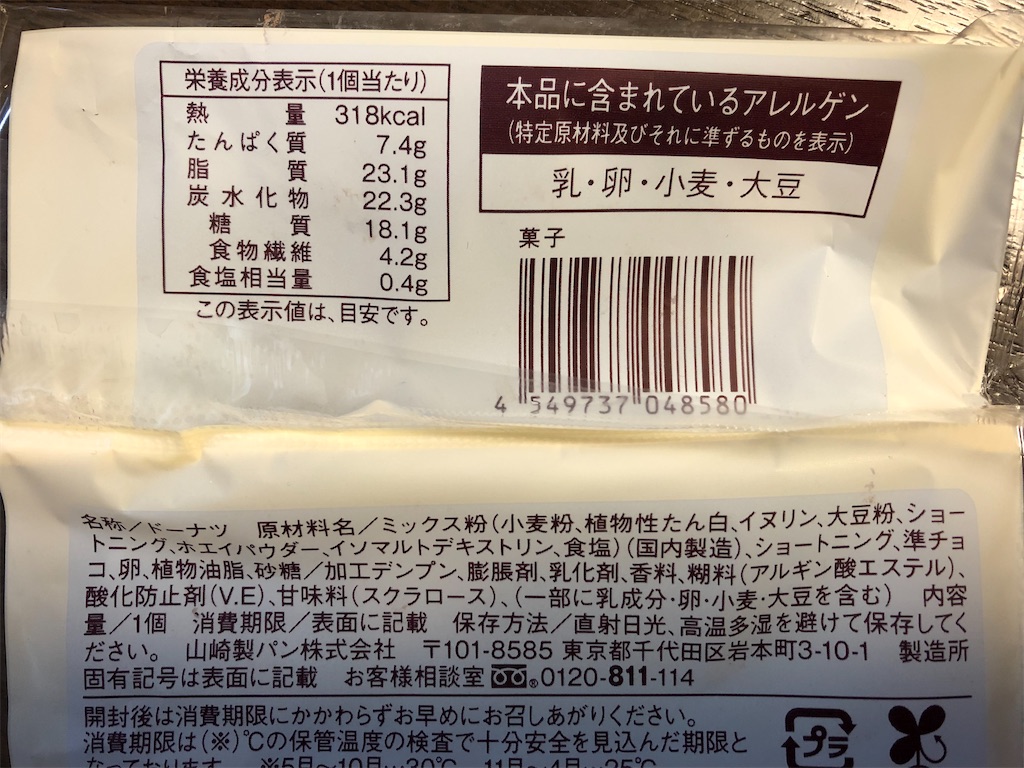 栄養成分表示(1個当たり)
熱量 318kcal
たんぱく質 7.4g
脂質 23.1g
炭水化物 22.3g
糖質 18.1g
食物繊維 4.2g
食塩相当量 0.4g
この表示値は、目安です。
本品に含まれているアレルゲン
(特定原材料及びそれに準ずるものを表示)
乳・卵・小麦・大豆
菓子
4 549737 048580
名称/ドーナツ 原材料名/ミックス粉(小麦粉、植物性たん白、イヌリン、大豆粉、ショー
トニング、ホエイパウダー、イソマルトデキストリン、食塩)(国内製造)、ショートニング、準チョ
コ、卵、植物油脂、砂糖/加工デンプン、膨脹剤、乳化剤、香料、糊料(アルギン酸エステル)、
酸化防止剤(V.E)、甘味料(スクラロース)、(一部に乳成分・卵・小麦・大豆を含む) 内容
量/1個 消費期限/表面に記載 保存方法/直射日光、高温多湿を避けて保存してく
ださい。 山崎製パン株式会社 〒101-8585 東京都千代田区岩本町3-10-1 製造所
固有記号は表面に記載 お客様相談室 ®0120-811-114
開封後は消費期限にかかわらずお早めにお召しあがりください。
消費期限は(※)℃の保管温度の検査で十分安全を見込んだ期限と
なっております。 ※5月〜10月…30℃、11月〜4月…25℃
プラ